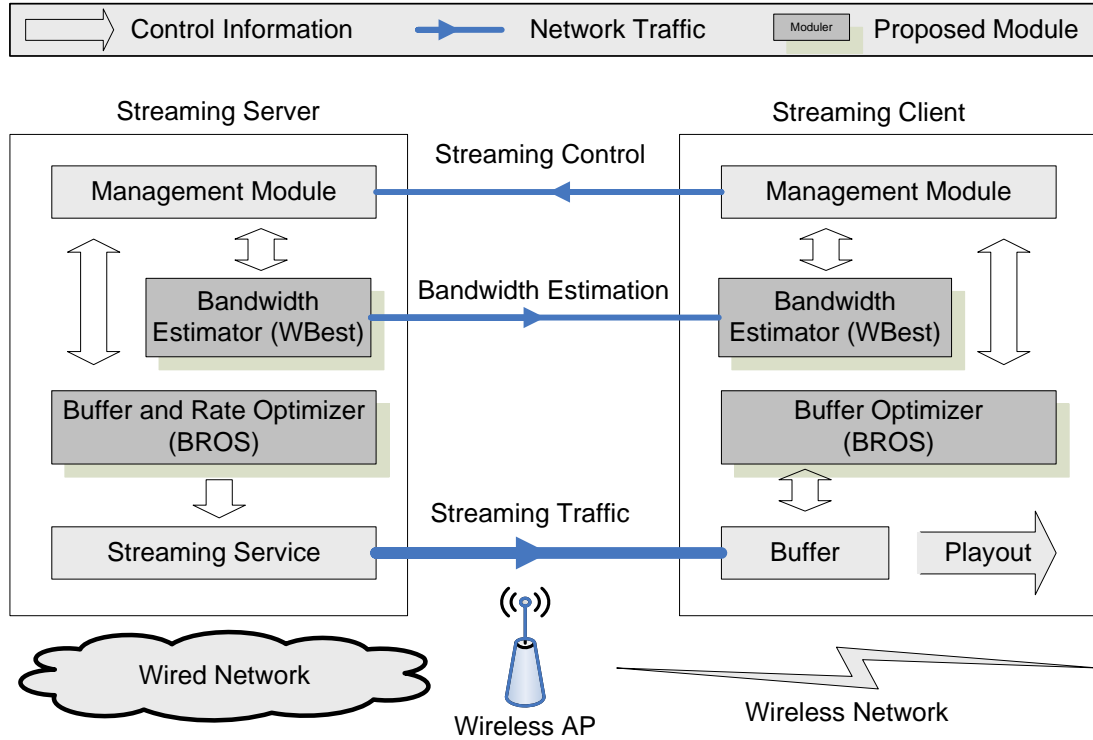 Control Information
Network Traffic
Moduler
Proposed Module
Streaming Server
Streaming Client
Streaming Control
Management Module
Management Module
Bandwidth Estimation
Bandwidth
Estimator (WBest)
Bandwidth
Estimator (WBest)
Buffer and Rate Optimizer
(BROS)
Buffer Optimizer
(BROS)
Streaming Traffic
Streaming Service
Buffer
Playout
Wired Network
Wireless AP
Wireless Network